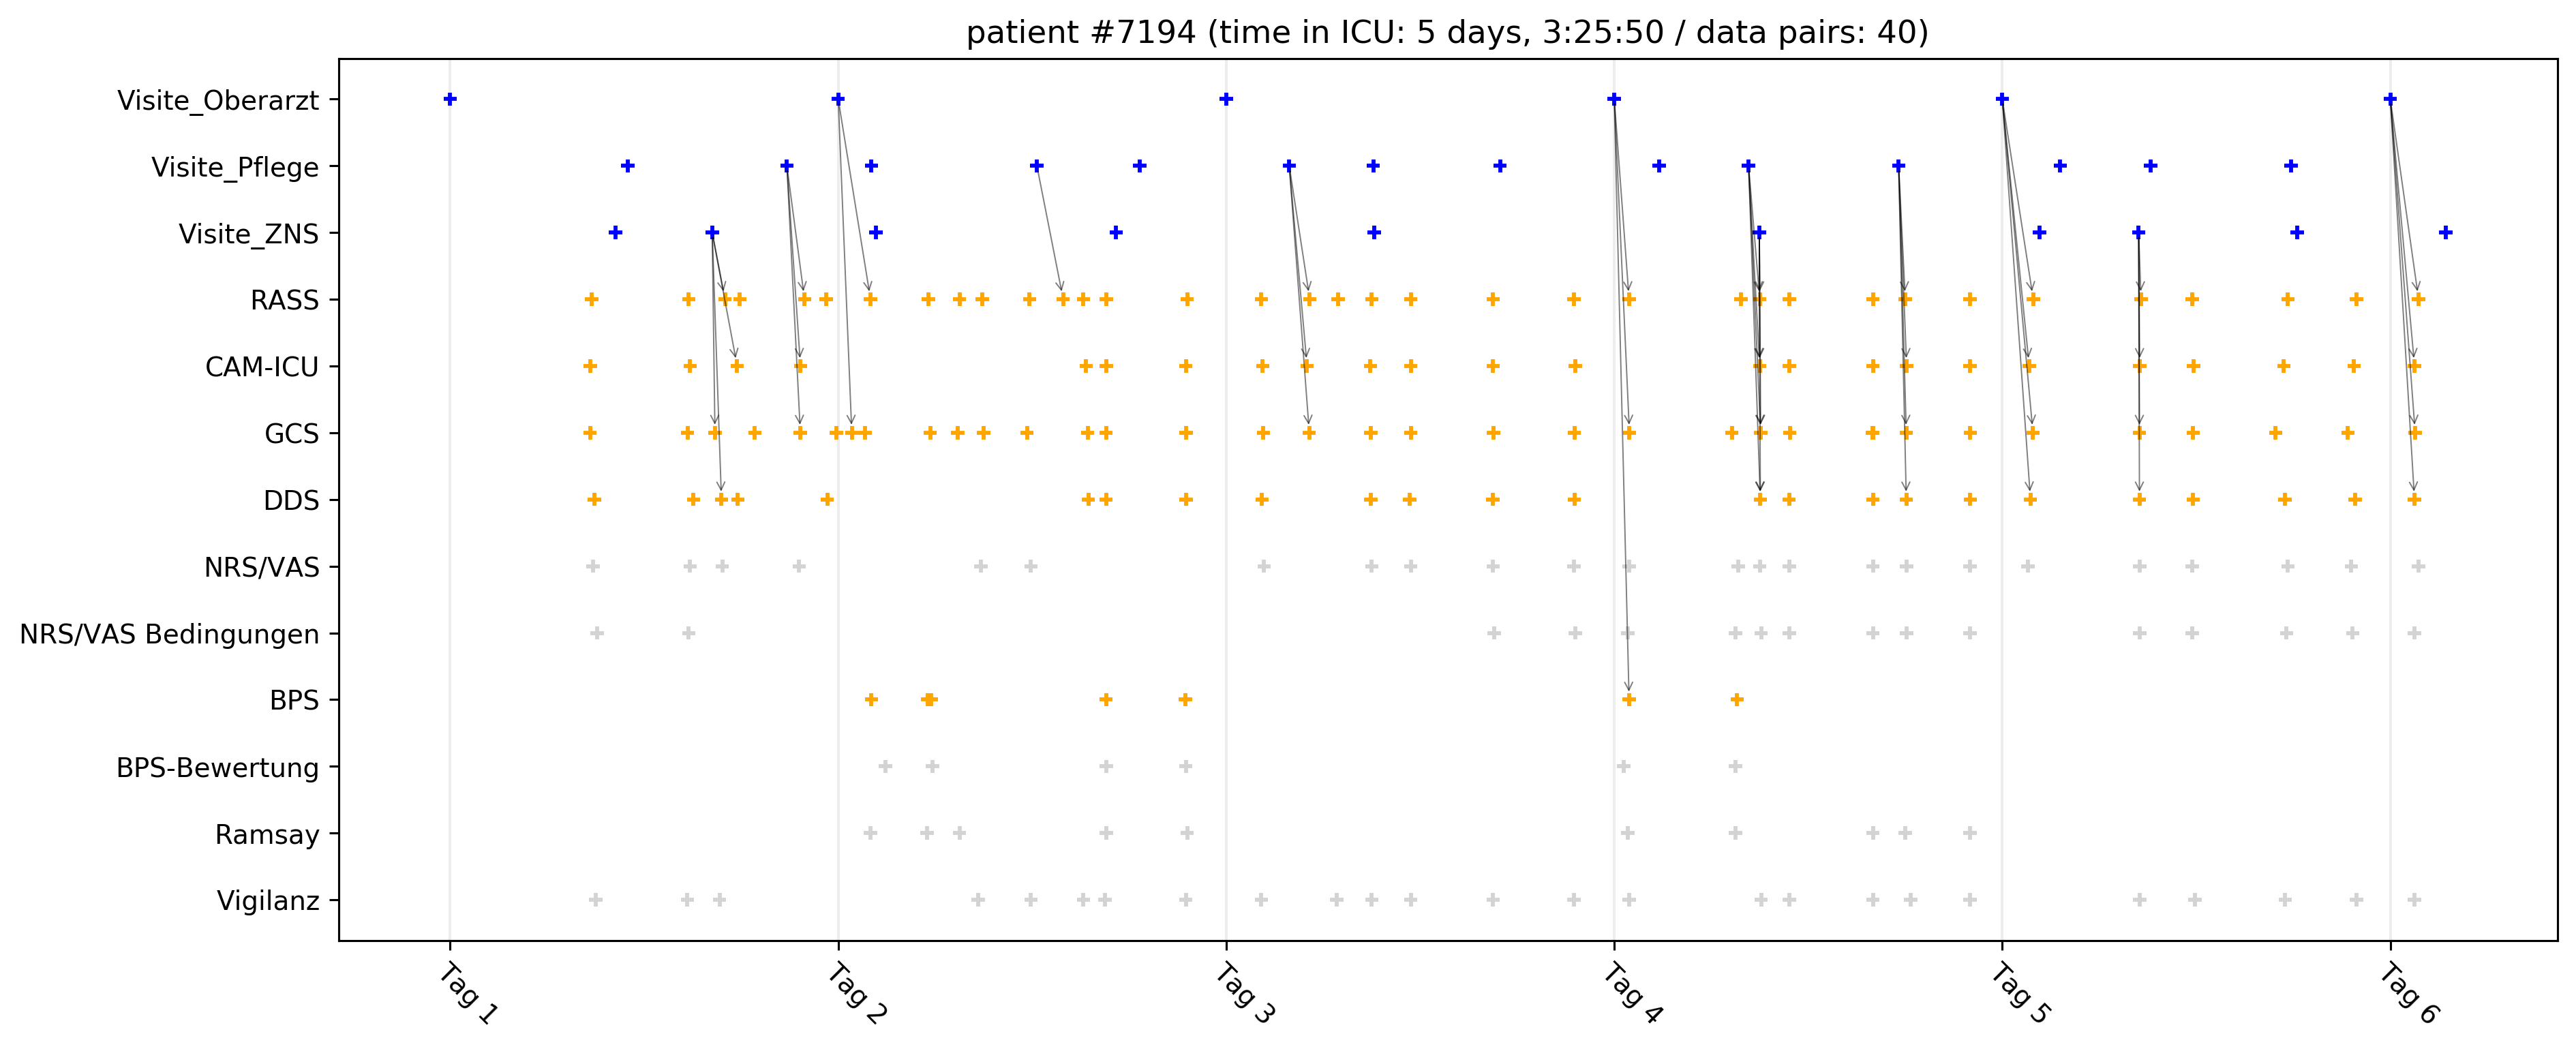 patient #7194 (time in ICU: 5 days, 3:25:50 / data pairs: 40)
Visite_Oberarzt
Visite_Pflege
Visite_ZNS
RASS
CAM-ICU
GCS
DDS
NRS/VAS
NRS/VAS Bedingungen
BPS
BPS-Bewertung
Ramsay
Vigilanz
Tag 1
Tag 2
Tag 3
Tag 4
Tag 5
Tag 6